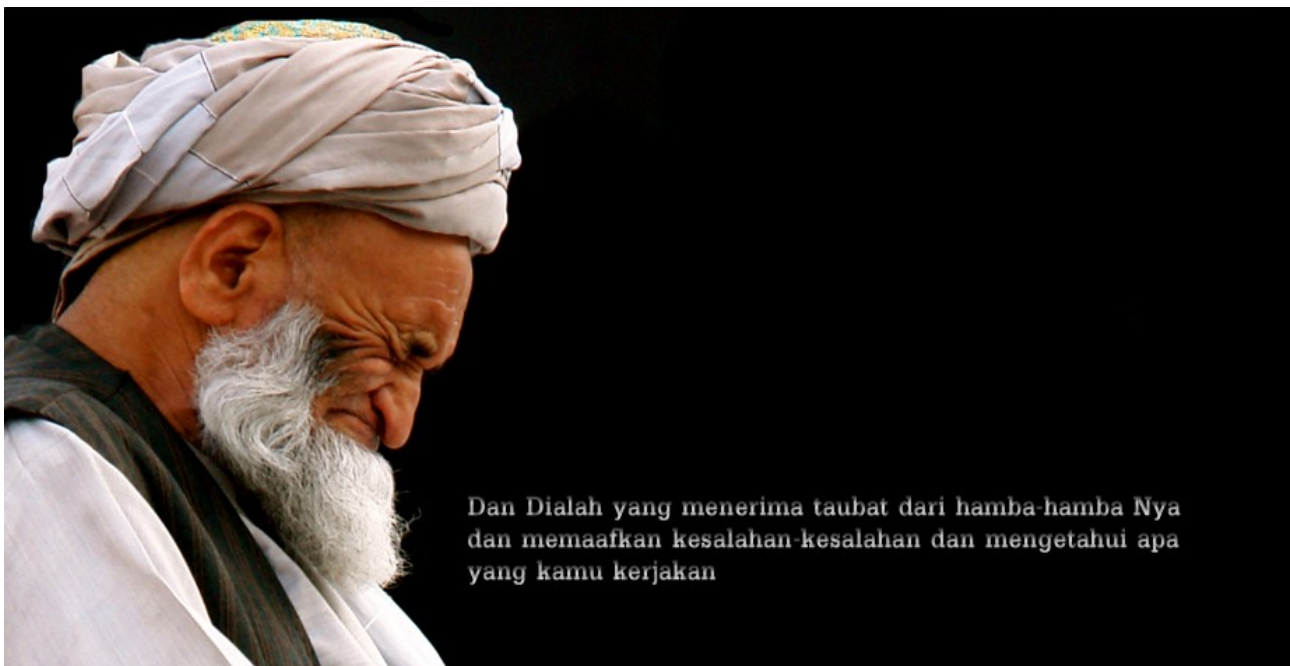 Dan Dialah yang menerima taubat dari hamba-hamba Nya
dan memaafkan kesalahan-kesalahan dan mengetahui apa
yang kamu kerjakan